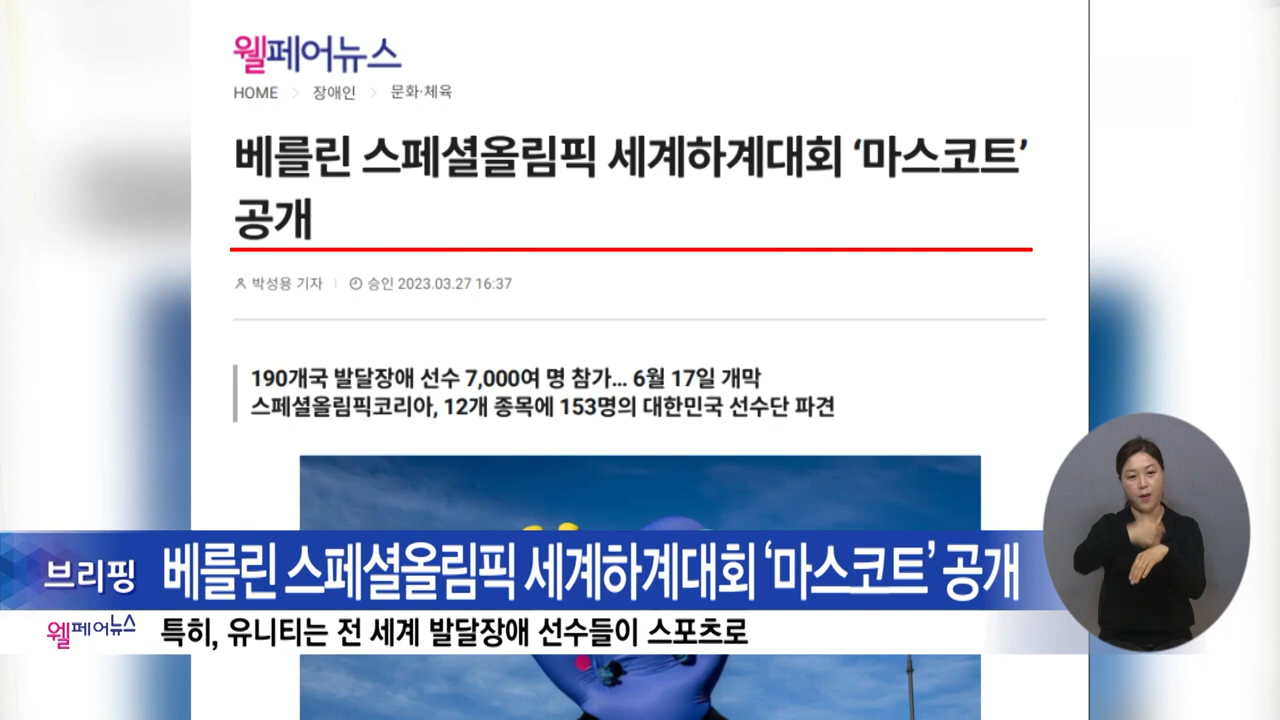 웰페어뉴스
HOME > 장애인 > 문화·체육
베를린 스페셜올림픽 세계하계대회 ‘마스코트’
공개
박성용 기자 | 승인 2023.03.27 16:37
190개국 발달장애 선수 7,000여 명 참가... 6월 17일 개막
스페셜올림픽코리아, 12개 종목에 153명의 대한민국 선수단 파견
브리핑 베를린 스페셜올림픽 세계하계대회 ‘마스코트’ 공개
웰페어뉴스 특히, 유니티는 전 세계 발달장애 선수들이 스포츠로